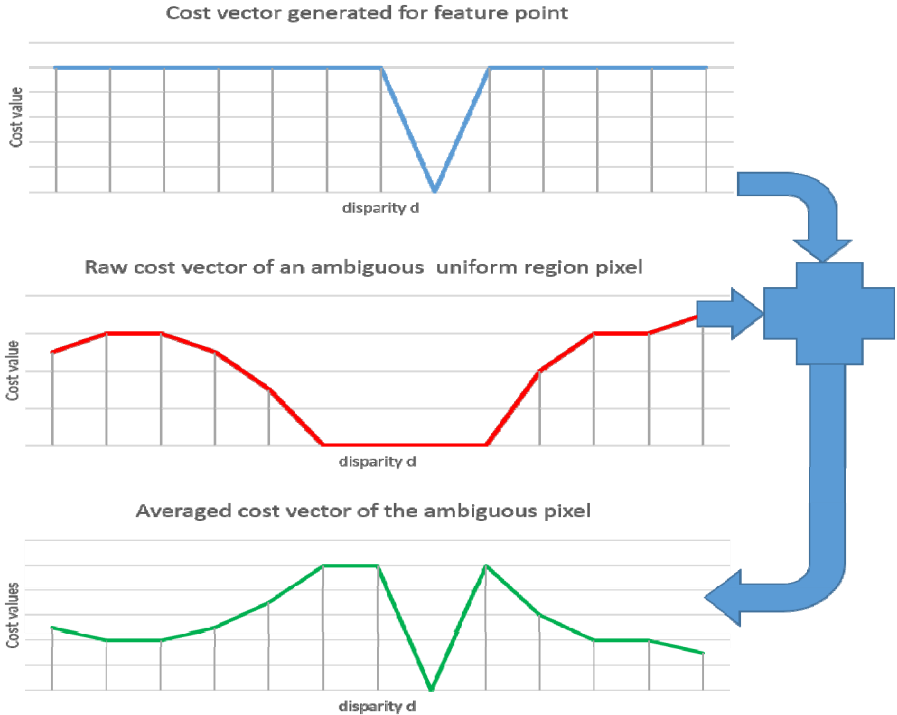 Cost vector generated for feature point
Cost value
disparity d
Raw cost vector of an ambiguous uniform region pixel
Cost value
disparity d
Averaged cost vector of the ambiguous pixel
Cost values
disparity d